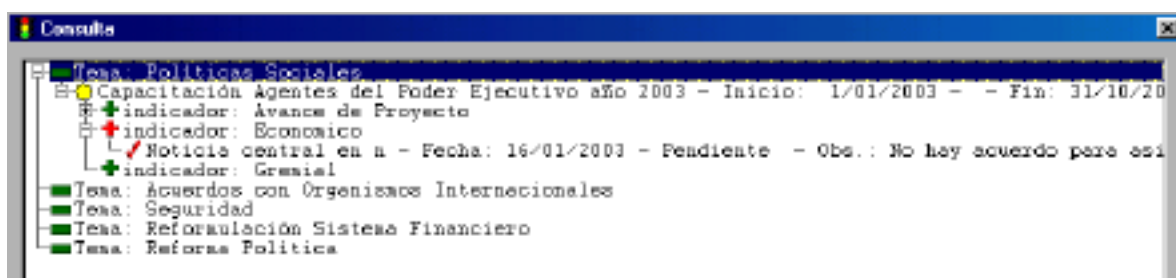 Consulta
Tema: Politicas Sociales
Capacitación Agentes del Poder Ejecutivo año 2003 - Inicio: 1/01/2003 - - Fin: 31/10/20
indicador: Avance de Proyecto
indicador: Economico
Noticia central en n - Fecha: 16/01/2003 - Pendiente - Obs.: No hay acuerdo para asi
indicador: Gremial
Tema: Acuerdos con Organismos Internacionales
Tema: Seguridad
Tema: Reformulación Sistema Financiero
Tema: Reforma Politica